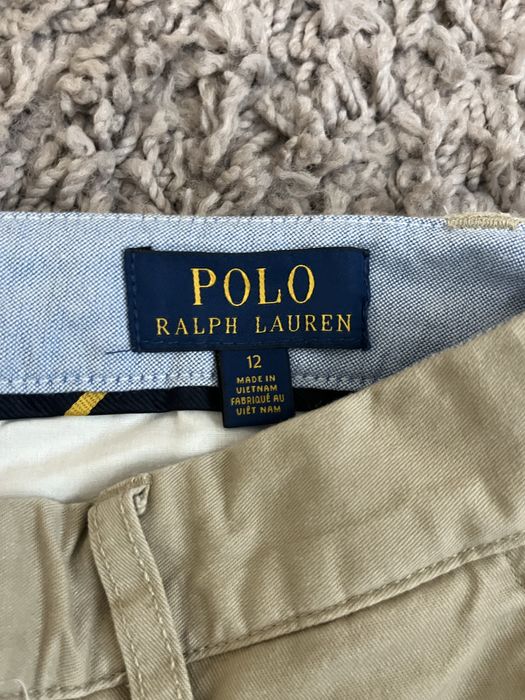 POLO
RALPH LAUREN
12
MADE IN
VIETNAM
FABRIQUÉ AU
VIÊT NAM